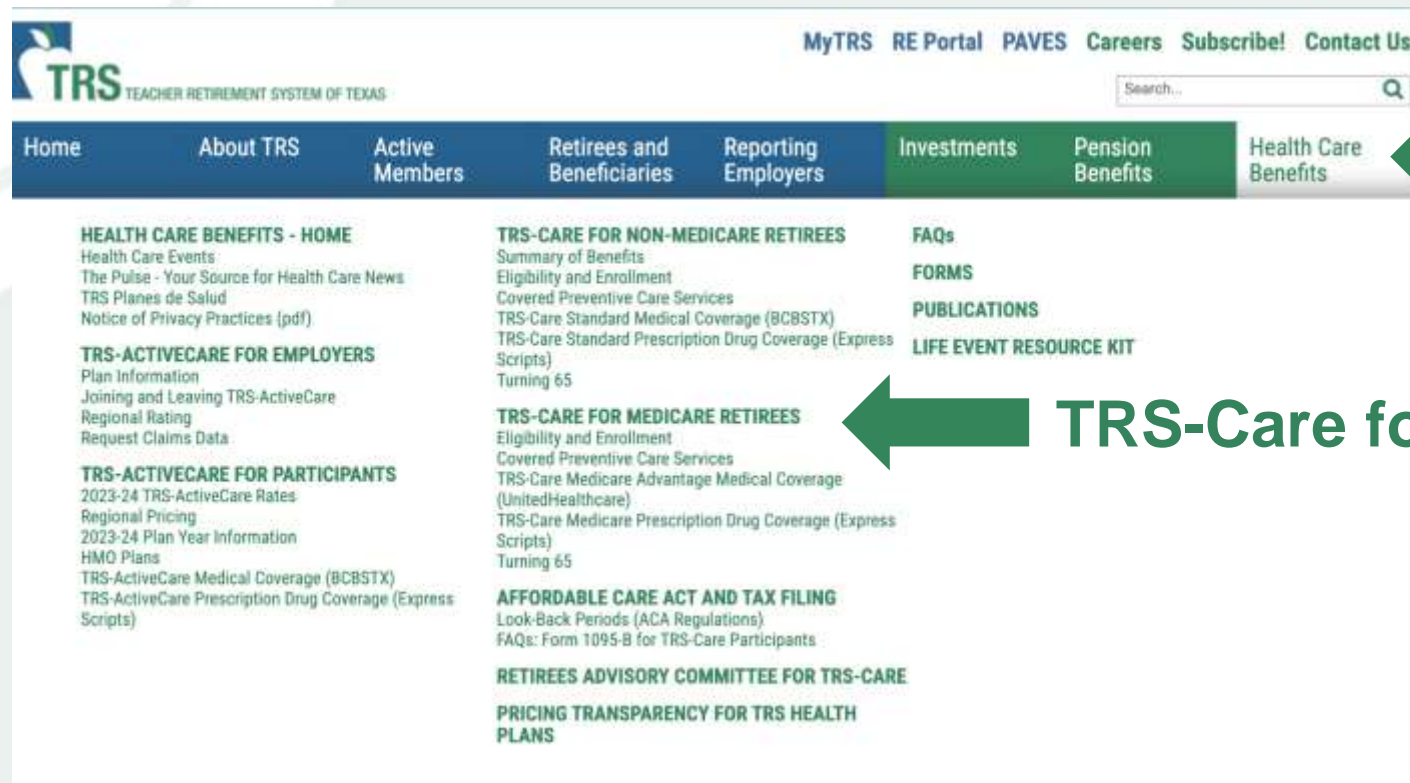 MyTRS RE Portal PAVES Careers Subscribe! Contact Us
TRS TEACHER RETIREMENT SYSTEM OF TEXAS
Search...
Home
About TRS
Active
Members
Retirees and
Beneficiaries
Reporting
Employers
Investments
Pension
Benefits
Health Care
Benefits
HEALTH CARE BENEFITS - HOME
Health Care Events
The Pulse - Your Source for Health Care News
TRS Planes de Salud
Notice of Privacy Practices (pdf)
TRS-ACTIVECARE FOR EMPLOYERS
Plan Information
Joining and Leaving TRS-ActiveCare
Regional Rating
Request Claims Data
TRS-ACTIVECARE FOR PARTICIPANTS
2023-24 TRS-ActiveCare Rates
Regional Pricing
2023-24 Plan Year Information
HMO Plans
TRS-ActiveCare Medical Coverage (BCBSTX)
TRS-ActiveCare Prescription Drug Coverage (Express
Scripts)
TRS-CARE FOR NON-MEDICARE RETIREES
Summary of Benefits
Eligibility and Enrollment
Covered Preventive Care Services
TRS-Care Standard Medical Coverage (BCBSTX)
TRS-Care Standard Prescription Drug Coverage (Express
Scripts)
Turning 65
TRS-CARE FOR MEDICARE RETIREES
Eligibility and Enrollment
Covered Preventive Care Services
TRS-Care Medicare Advantage Medical Coverage
(UnitedHealthcare)
TRS-Care Medicare Prescription Drug Coverage (Express
Scripts)
Turning 65
AFFORDABLE CARE ACT AND TAX FILING
Look-Back Periods (ACA Regulations)
FAQs: Form 1095-B for TRS-Care Participants
RETIREES ADVISORY COMMITTEE FOR TRS-CARE
PRICING TRANSPARENCY FOR TRS HEALTH
PLANS
FAQs
FORMS
PUBLICATIONS
LIFE EVENT RESOURCE KIT
TRS-Care fo